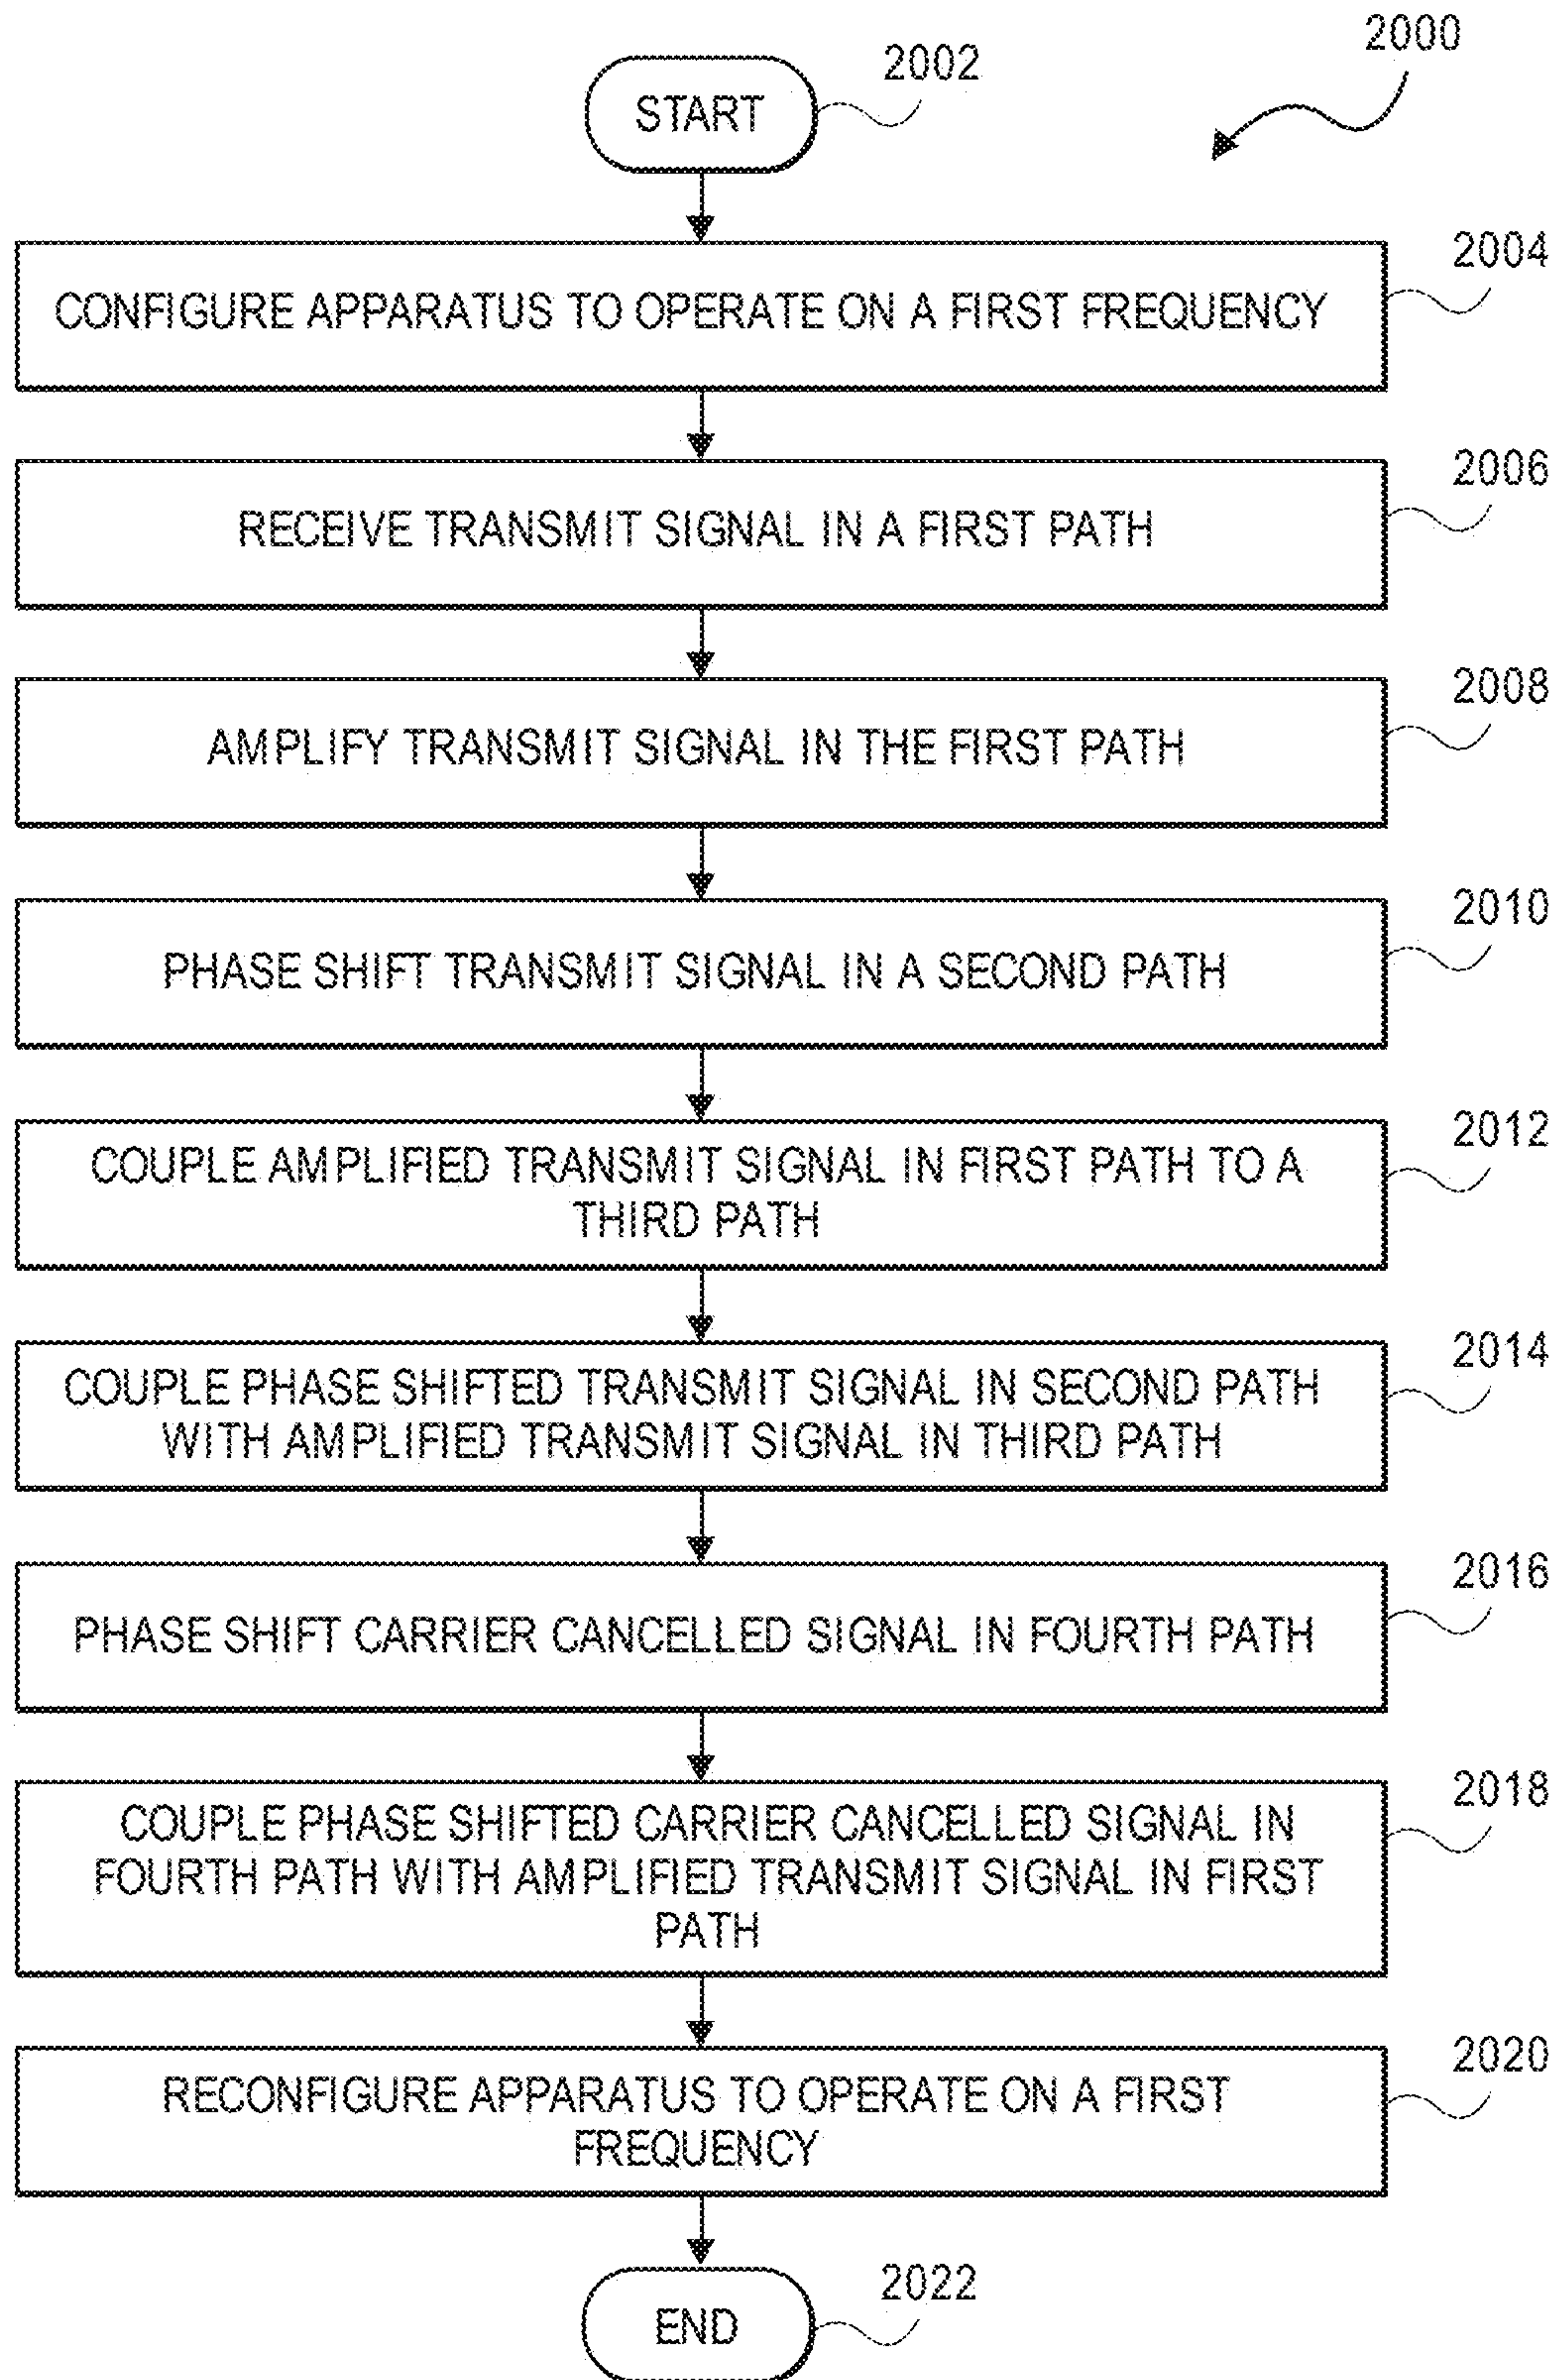 2000
START
2002
CONFIGURE APPARATUS TO OPERATE ON A FIRST FREQUENCY
2004
RECEIVE TRANSMIT SIGNAL IN A FIRST PATH
2006
AMPLIFY TRANSMIT SIGNAL IN THE FIRST PATH
2008
PHASE SHIFT TRANSMIT SIGNAL IN A SECOND PATH
2010
COUPLE AMPLIFIED TRANSMIT SIGNAL IN FIRST PATH TO A
THIRD PATH
2012
COUPLE PHASE SHIFTED TRANSMIT SIGNAL IN SECOND PATH
WITH AMPLIFIED TRANSMIT SIGNAL IN THIRD PATH
2014
PHASE SHIFT CARRIER CANCELLED SIGNAL IN FOURTH PATH
2016
COUPLE PHASE SHIFTED CARRIER CANCELLED SIGNAL IN
FOURTH PATH WITH AMPLIFIED TRANSMIT SIGNAL IN FIRST
PATH
2018
RECONFIGURE APPARATUS TO OPERATE ON A FIRST
FREQUENCY
2020
END
2022